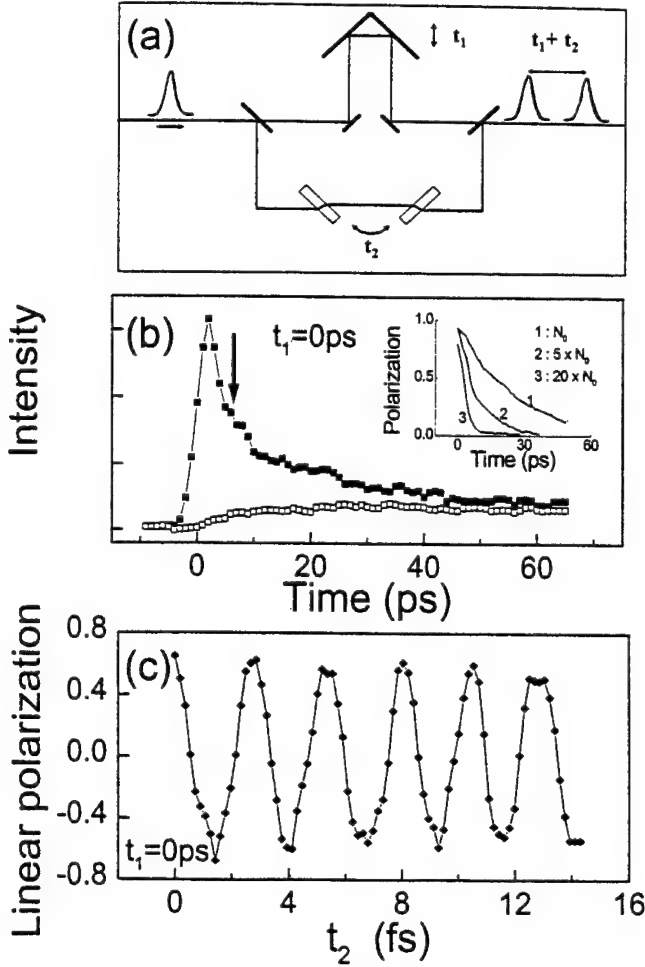 (a)
t₁
t₁+ t₂
t₂
Intensity
(b)
t₁=0ps
Polarization
1.0
0.5
0.0
1 : N₀
2 : 5 x N₀
3 : 20 x N₀
1
2
3
0
30
60
Time (ps)
0
20
40
60
Time (ps)
Linear polarization
0.8
0.4
0.0
-0.4
-0.8
(c)
t₁=0ps
0
4
8
12
16
t₂ (fs)